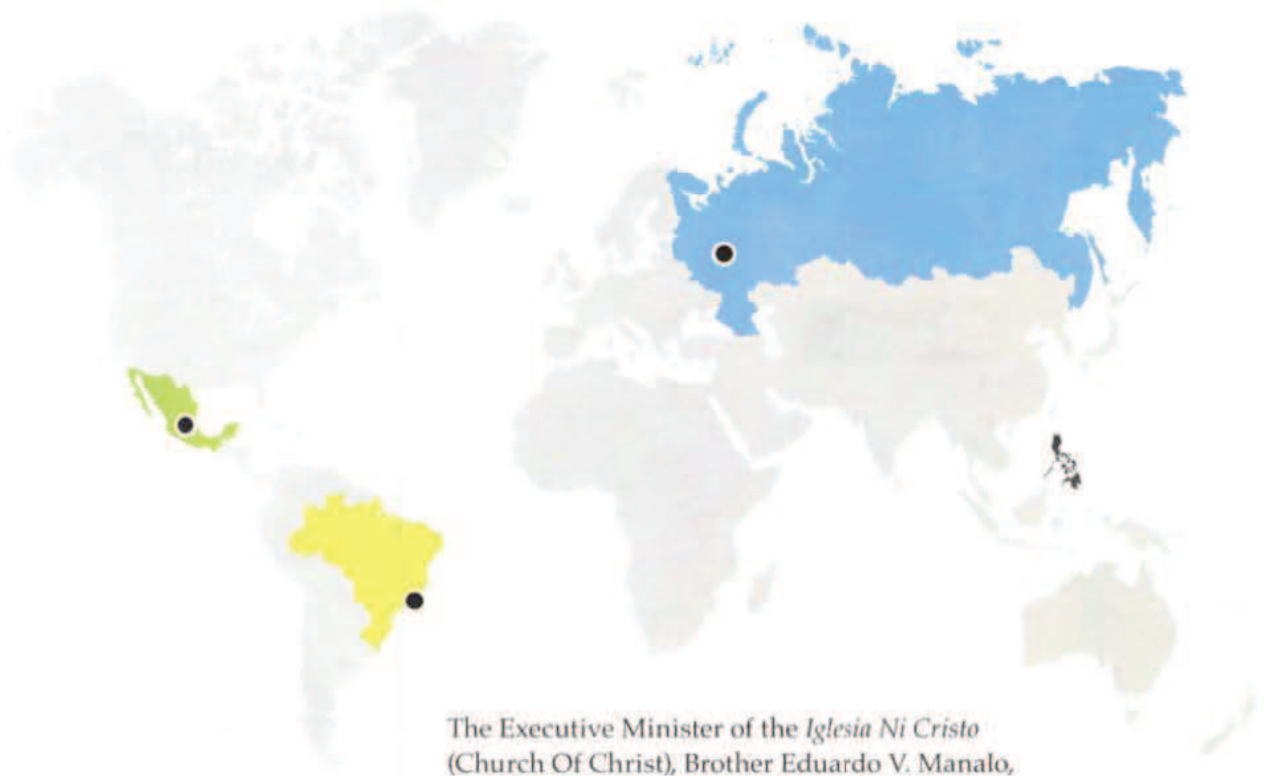 The Executive Minister of the Iglesia Ni Cristo
(Church Of Christ), Brother Eduardo V. Manalo,